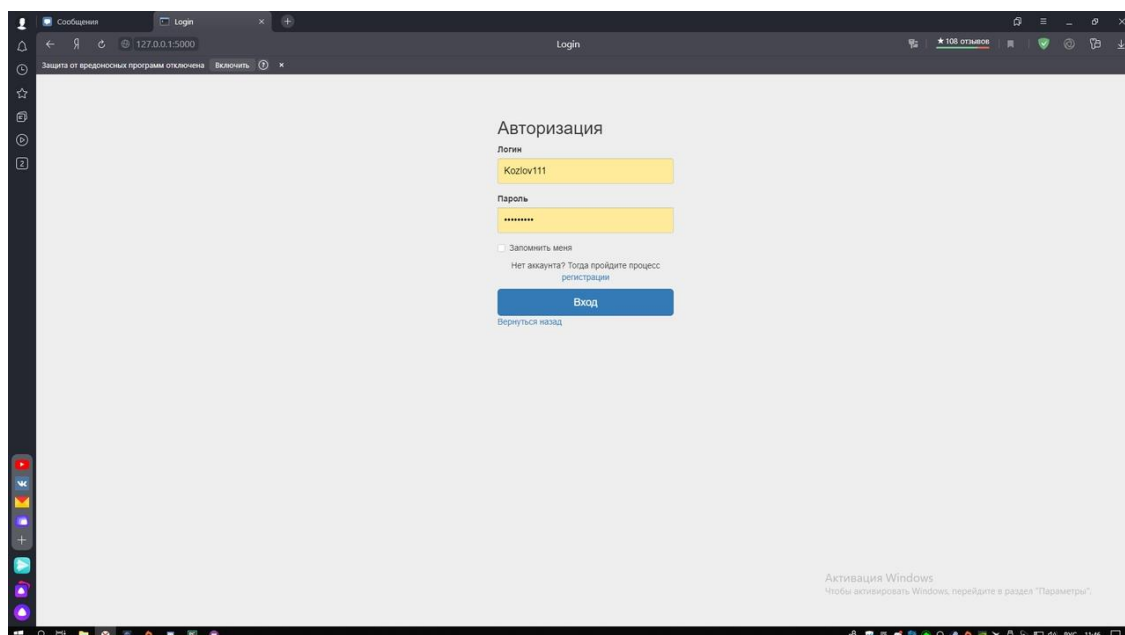 Сообщения
Login
127.0.0.1:5000
Login
★ 108 отзывов
Защита от вредоносных программ отключена Включить
Авторизация
Логин
Kozlov111
Пароль
•••••••••
Запомнить меня
Нет аккаунта? Тогда пройдите процесс
регистрации
Вход
Вернуться назад
Активация Windows
Чтобы активировать Windows, перейдите в раздел "Параметры".
2